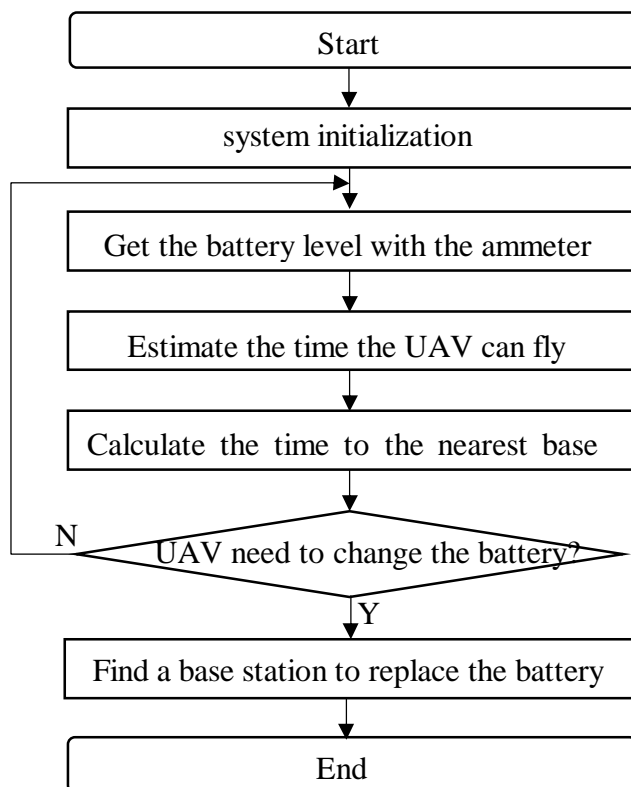 Start
system initialization
Get the battery level with the ammeter
Estimate the time the UAV can fly
Calculate the time to the nearest base
N
UAV need to change the battery?
Y
Find a base station to replace the battery
End